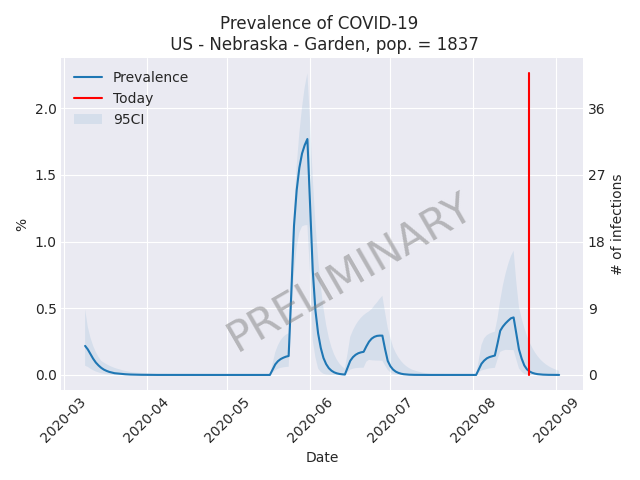 Prevalence of COVID-19
US - Nebraska - Garden, pop. = 1837
Prevalence
Today
95CI
2.0
1.5
1.0
0.5
0.0
%
36
27
18
9
0
# of infections
PRELIMINARY
2020-03
2020-04
2020-05
2020-06
2020-07
2020-08
2020-09
Date